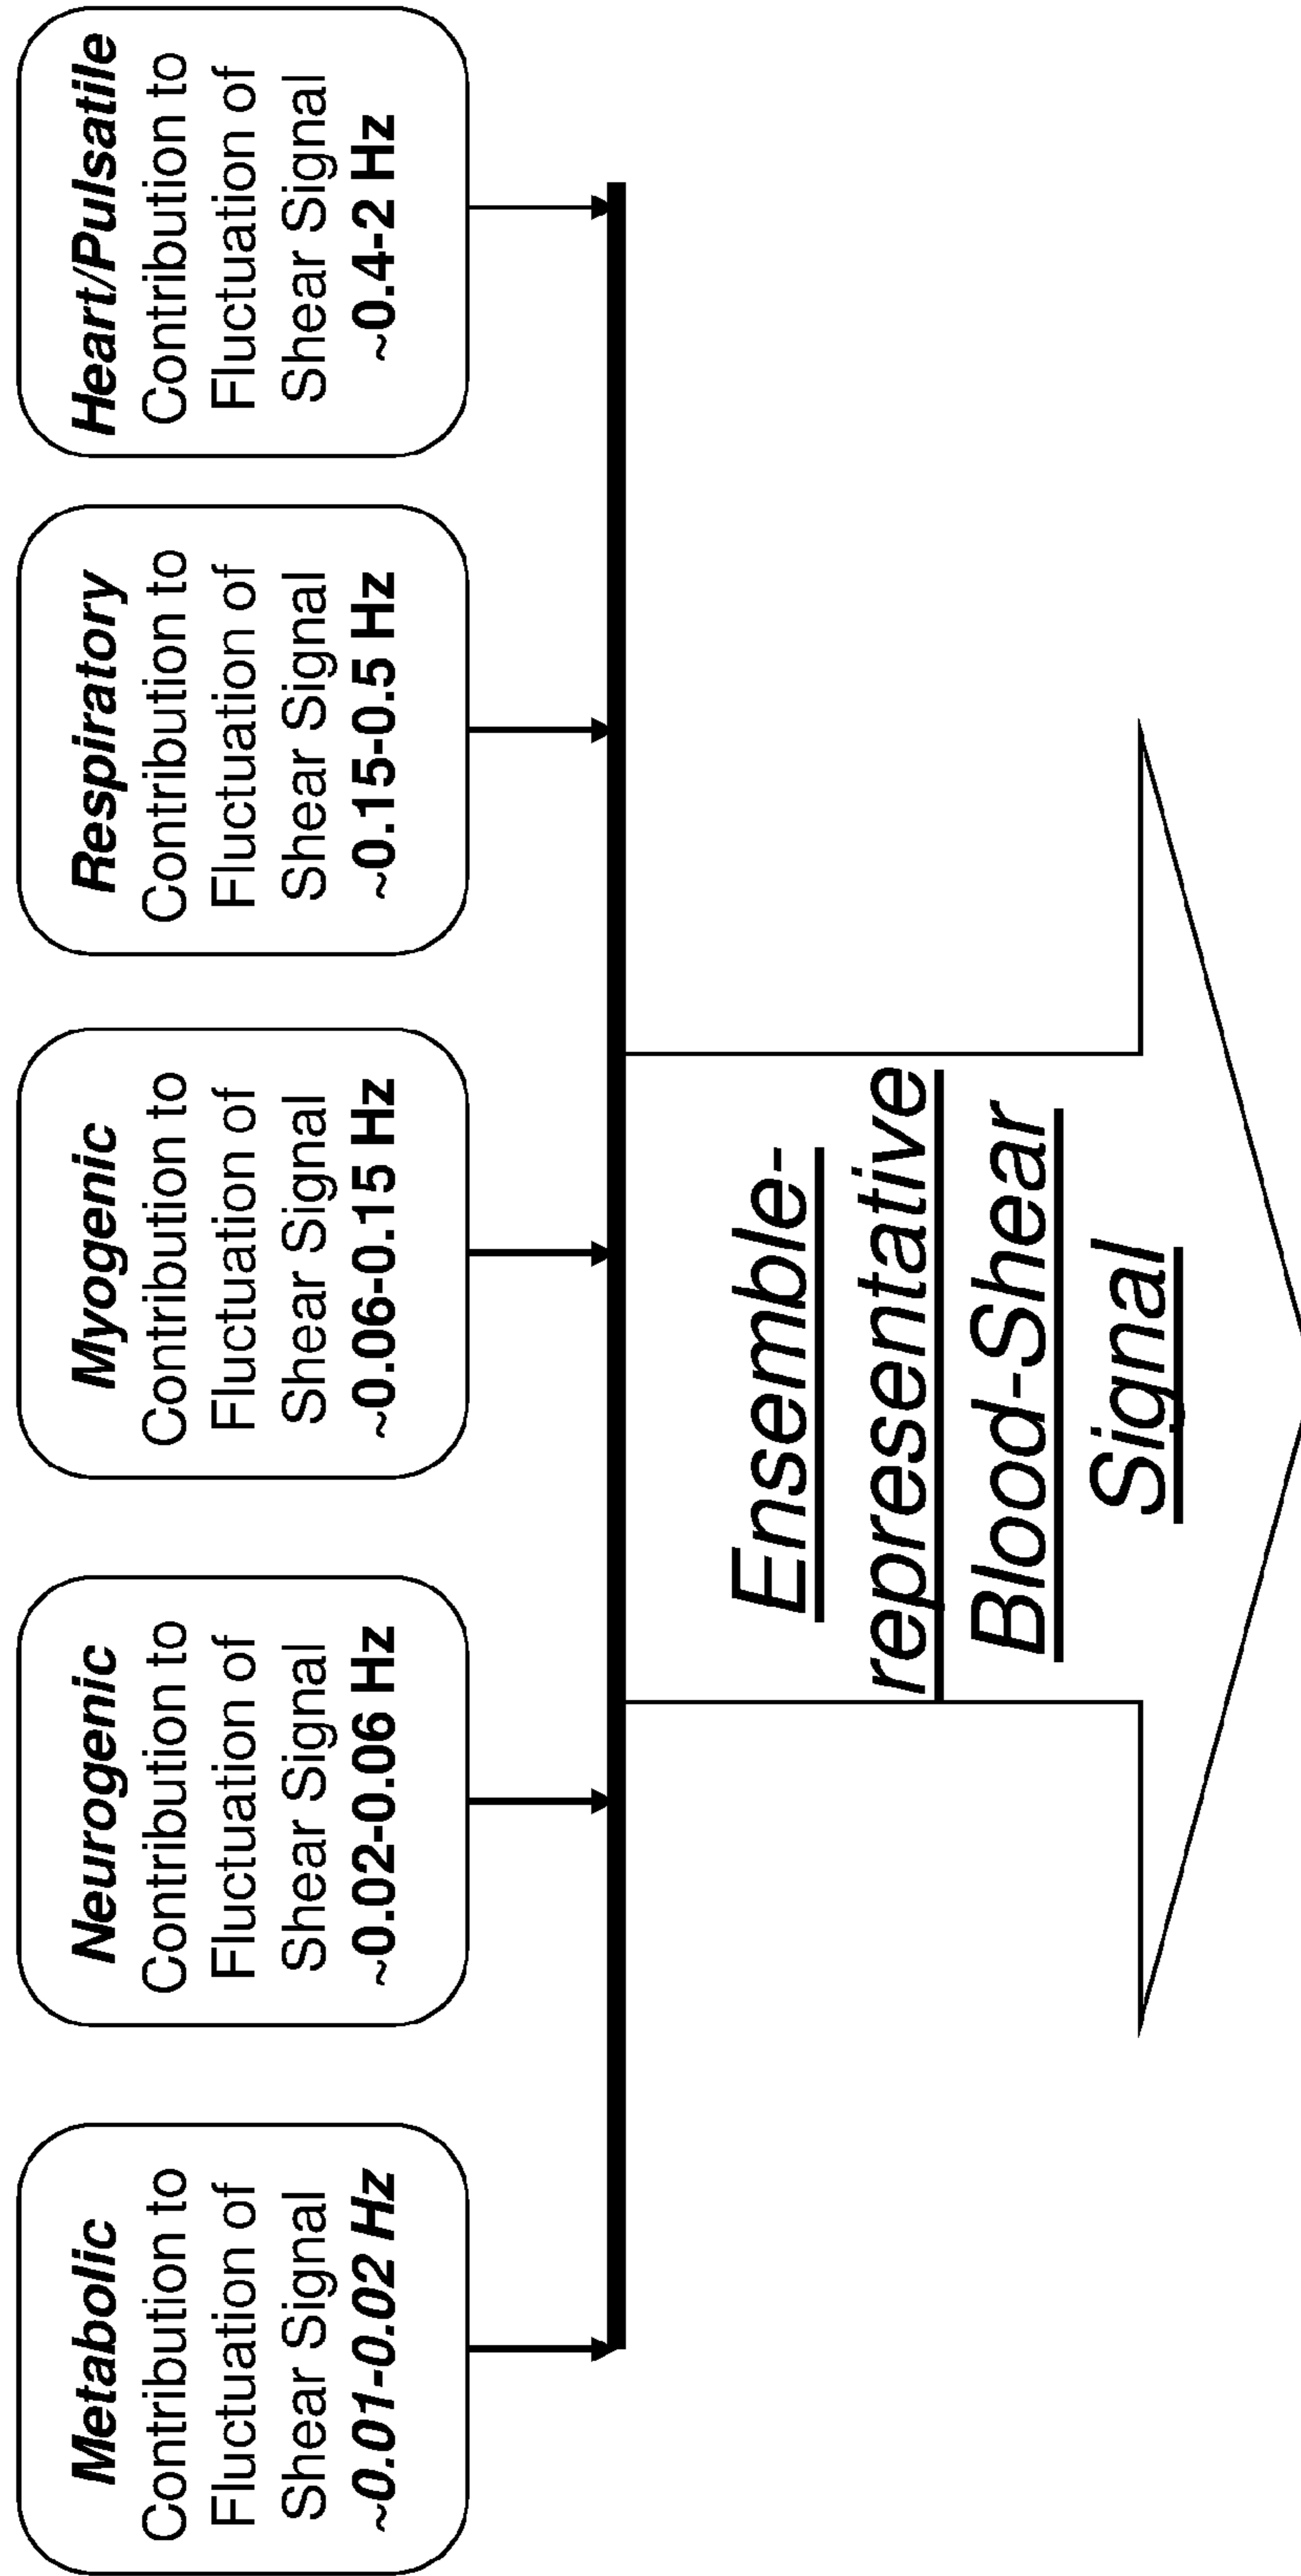 Metabolic
Contribution to
Fluctuation of
Shear Signal
~0.01-0.02 Hz
Neurogenic
Contribution to
Fluctuation of
Shear Signal
~0.02-0.06 Hz
Myogenic
Contribution to
Fluctuation of
Shear Signal
~0.06-0.15 Hz
Respiratory
Contribution to
Fluctuation of
Shear Signal
~0.15-0.5 Hz
Heart/Pulsatile
Contribution to
Fluctuation of
Shear Signal
~0.4-2 Hz
Ensemble-
representative
Blood-Shear
Signal